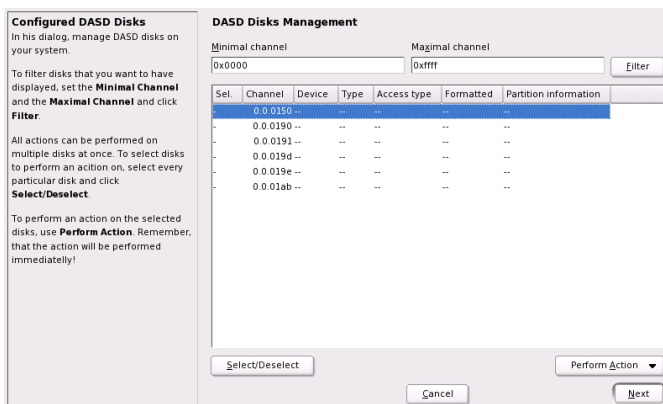 Configured DASD Disks
In his dialog, manage DASD disks on
your system.
To filter disks that you want to have
displayed, set the Minimal Channel
and the Maximal Channel and click
Filter.
All actions can be performed on
multiple disks at once. To select disks
to perform an acition on, select every
particular disk and click
Select/Deselect.
To perform an action on the selected
disks, use Perform Action. Remember,
that the action will be performed
immediatelly!
DASD Disks Management
Minimal channel Maximal channel
0x0000 0xffff Filter
Sel. Channel Device Type Access type Formatted Partition information
- 0.0.0150 -- -- -- -- --
- 0.0.0190 -- -- -- -- --
- 0.0.0191 -- -- -- -- --
- 0.0.019d -- -- -- -- --
- 0.0.019e -- -- -- -- --
- 0.0.01ab -- -- -- -- --
Select/Deselect Perform Action
Cancel Next